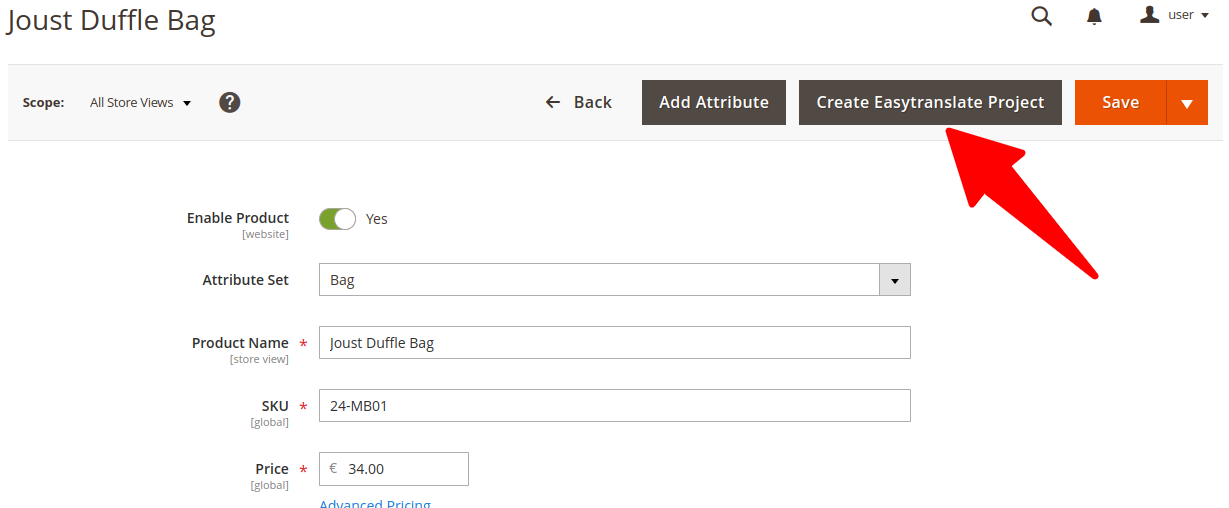 Joust Duffle Bag
user
Scope: All Store Views ? Back Add Attribute Create Easytranslate Project Save
Enable Product Yes
[website]
Attribute Set Bag
Product Name * Joust Duffle Bag
[store view]
SKU * 24-MB01
[global]
Price * € 34.00
[global]
Advanced Pricing